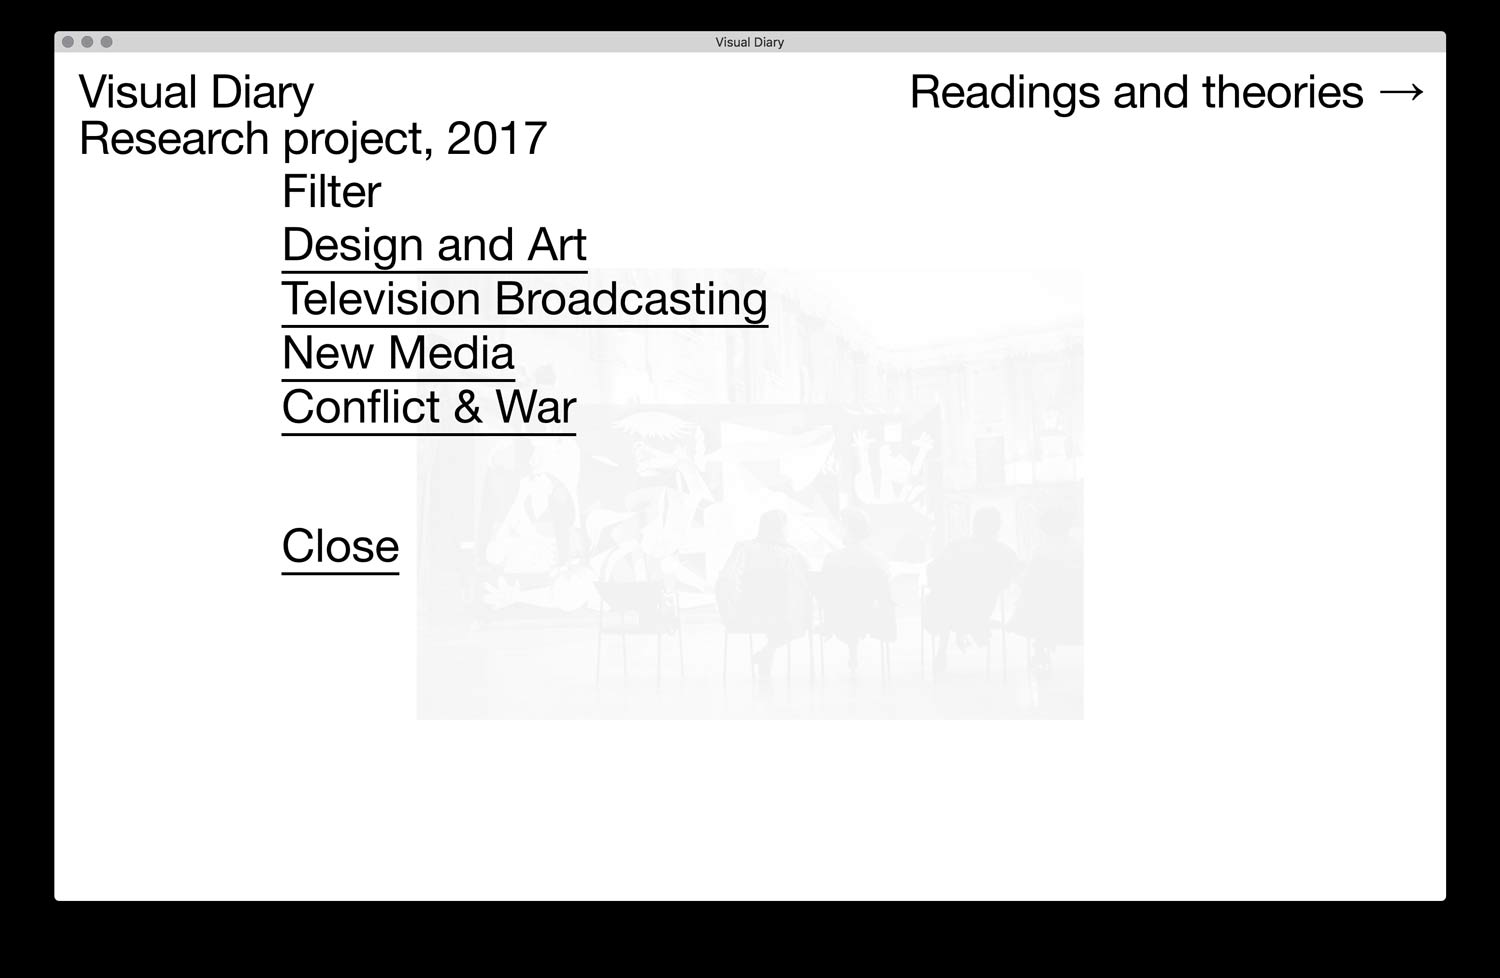 Visual Diary
Visual Diary
Readings and theories →
Research project, 2017
Filter
Design and Art
Television Broadcasting
New Media
Conflict & War
Close